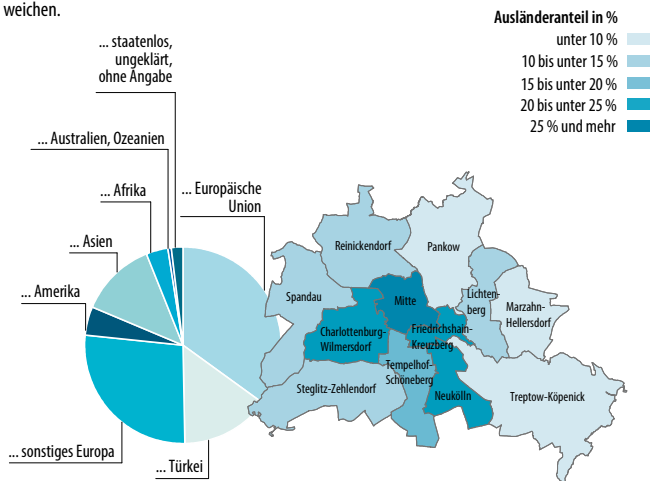 weichen.
Ausländeranteil in %
unter 10 %
10 bis unter 15 %
15 bis unter 20 %
20 bis unter 25 %
25 % und mehr
... staatenlos,
ungeklärt,
ohne Angabe
... Australien, Ozeanien
... Afrika
... Europäische
Union
... Asien
... Amerika
... sonstiges Europa
... Türkei
Reinickendorf
Pankow
Spandau
Mitte
Lichten-
berg
Marzahn-
Hellersdorf
Charlottenburg-
Wilmersdorf
Friedrichshain-
Kreuzberg
Tempelhof-
Schöneberg
Steglitz-Zehlendorf
Neukölln
Treptow-Köpenick